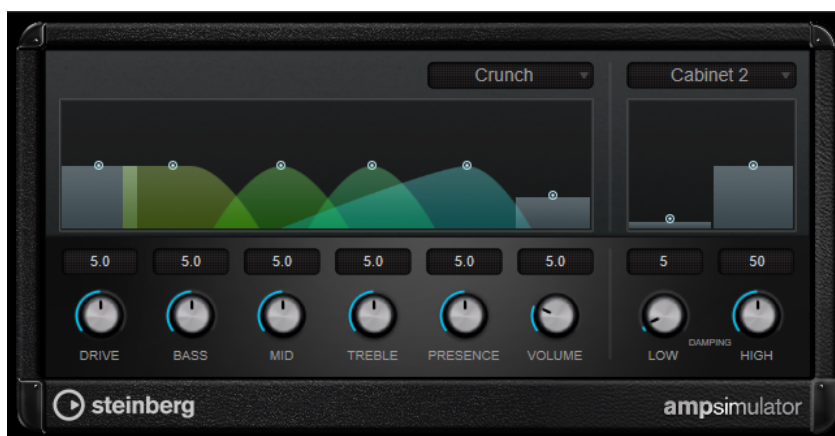 Crunch Cabinet 2
5.0 5.0 5.0 5.0 5.0 5.0 5 50
DRIVE BASS MID TREBLE PRESENCE VOLUME LOW DAMPING HIGH
steinberg ampsimulator